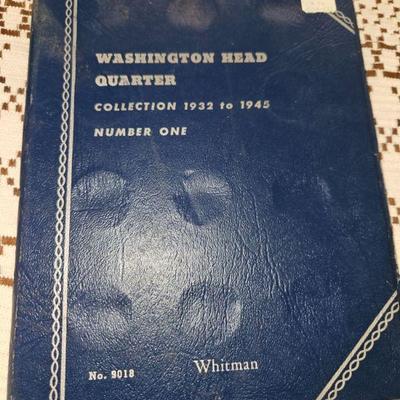 WASHINGTON HEAD
QUARTER
COLLECTION 1932 to 1945
NUMBER ONE
No. 9018
Whitman